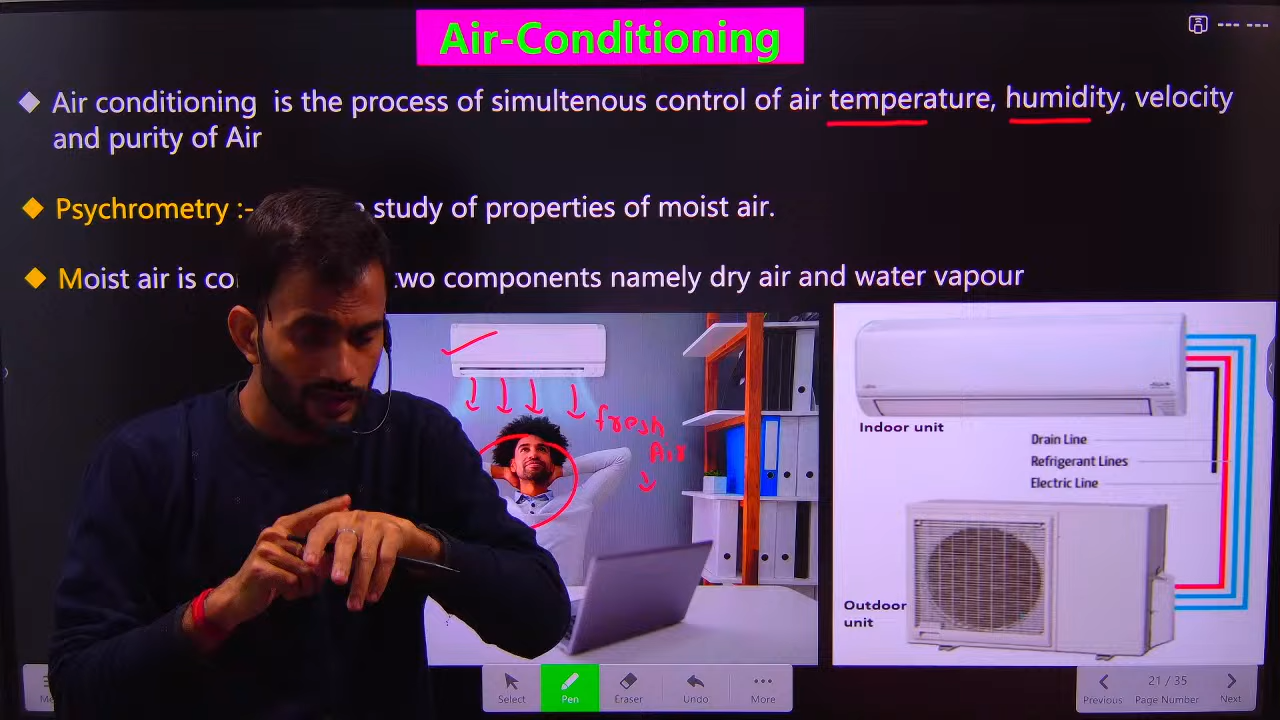 Air-Conditioning
Air conditioning is the process of simultenous control of air temperature, humidity, velocity
and purity of Air
Psychrometry :- study of properties of moist air.
Moist air is co two components namely dry air and water vapour
fresh
Air
Indoor unit
Drain Line
Refrigerant Lines
Electric Line
Outdoor
unit
Select
Pen
Eraser
Undo
More
21 / 35
Previous
Page Number
Next